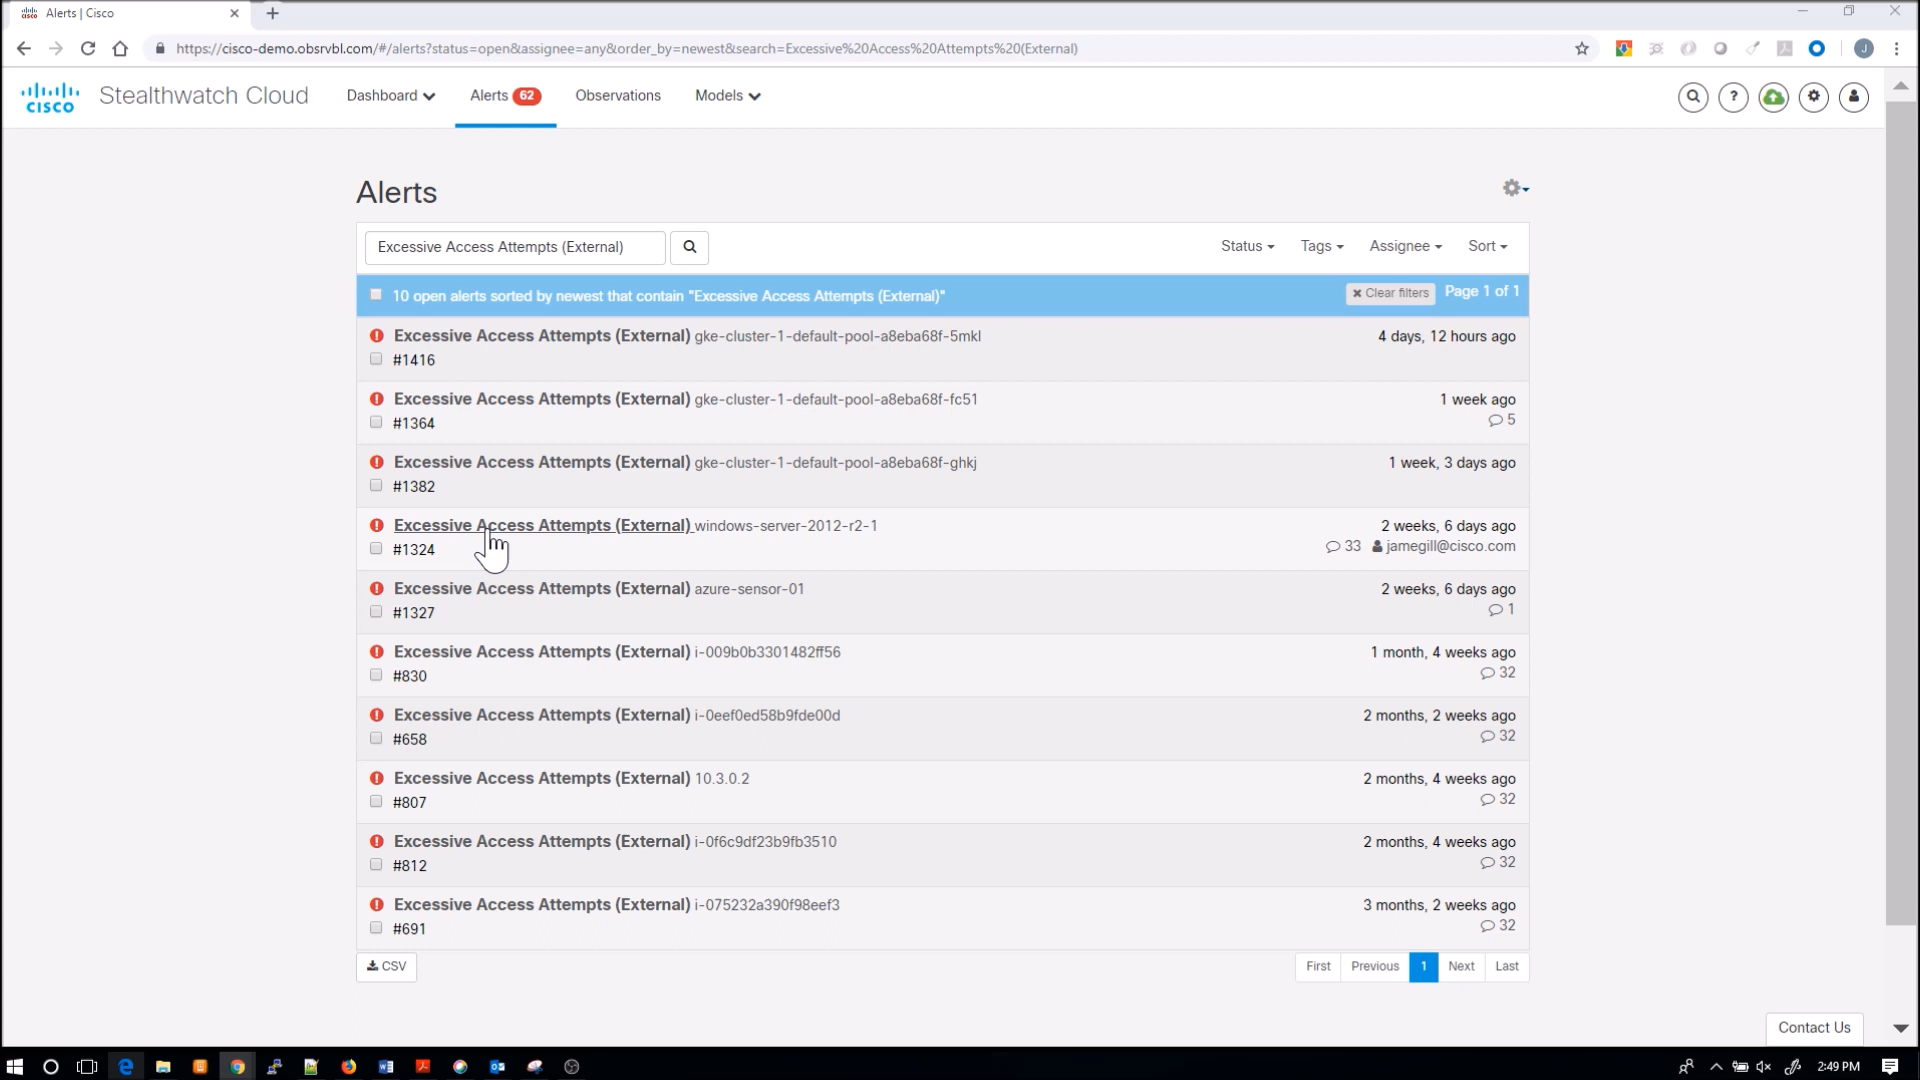 Alerts | Cisco
https://cisco-demo.obsrvbl.com/#/alerts?status=open&assignee=any&order_by=newest&search=Excessive%20Access%20Attempts%20(External)
J
CISCO
Stealthwatch Cloud
Dashboard
Alerts 62
Observations
Models
?
Alerts
Excessive Access Attempts (External)
Status
Tags
Assignee
Sort
10 open alerts sorted by newest that contain "Excessive Access Attempts (External)"
Clear filters
Page 1 of 1
Excessive Access Attempts (External) gke-cluster-1-default-pool-a8eba68f-5mkl
4 days, 12 hours ago
#1416
Excessive Access Attempts (External) gke-cluster-1-default-pool-a8eba68f-fc51
1 week ago
#1364
5
Excessive Access Attempts (External) gke-cluster-1-default-pool-a8eba68f-ghkj
1 week, 3 days ago
#1382
Excessive Access Attempts (External) windows-server-2012-r2-1
2 weeks, 6 days ago
#1324
33 jamegill@cisco.com
Excessive Access Attempts (External) azure-sensor-01
2 weeks, 6 days ago
#1327
1
Excessive Access Attempts (External) i-009b0b3301482ff56
1 month, 4 weeks ago
#830
32
Excessive Access Attempts (External) i-0eef0ed58b9fde00d
2 months, 2 weeks ago
#658
32
Excessive Access Attempts (External) 10.3.0.2
2 months, 4 weeks ago
#807
32
Excessive Access Attempts (External) i-0f6c9df23b9fb3510
2 months, 4 weeks ago
#812
32
Excessive Access Attempts (External) i-075232a390f98eef3
3 months, 2 weeks ago
#691
32
CSV
First
Previous
1
Next
Last
Contact Us
2:49 PM